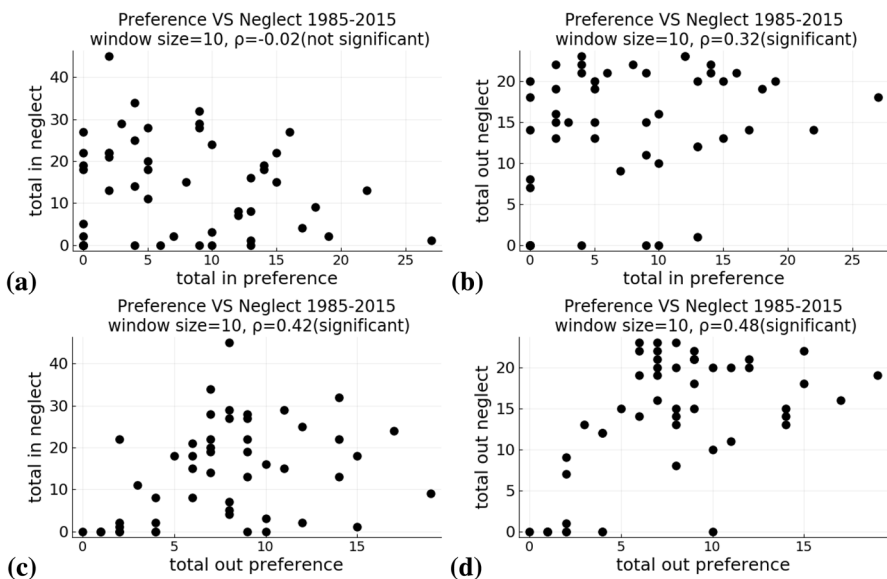 Preference VS Neglect 1985-2015
window size=10, ρ=-0.02(not significant)
40
30
20
10
0
total in neglect
0 5 10 15 20 25
total in preference
(a)
Preference VS Neglect 1985-2015
window size=10, ρ=0.32(significant)
20
15
10
5
0
total out neglect
0 5 10 15 20 25
total in preference
(b)
Preference VS Neglect 1985-2015
window size=10, ρ=0.42(significant)
40
30
20
10
0
total in neglect
0 5 10 15
total out preference
(c)
Preference VS Neglect 1985-2015
window size=10, ρ=0.48(significant)
20
15
10
5
0
total out neglect
0 5 10 15
total out preference
(d)